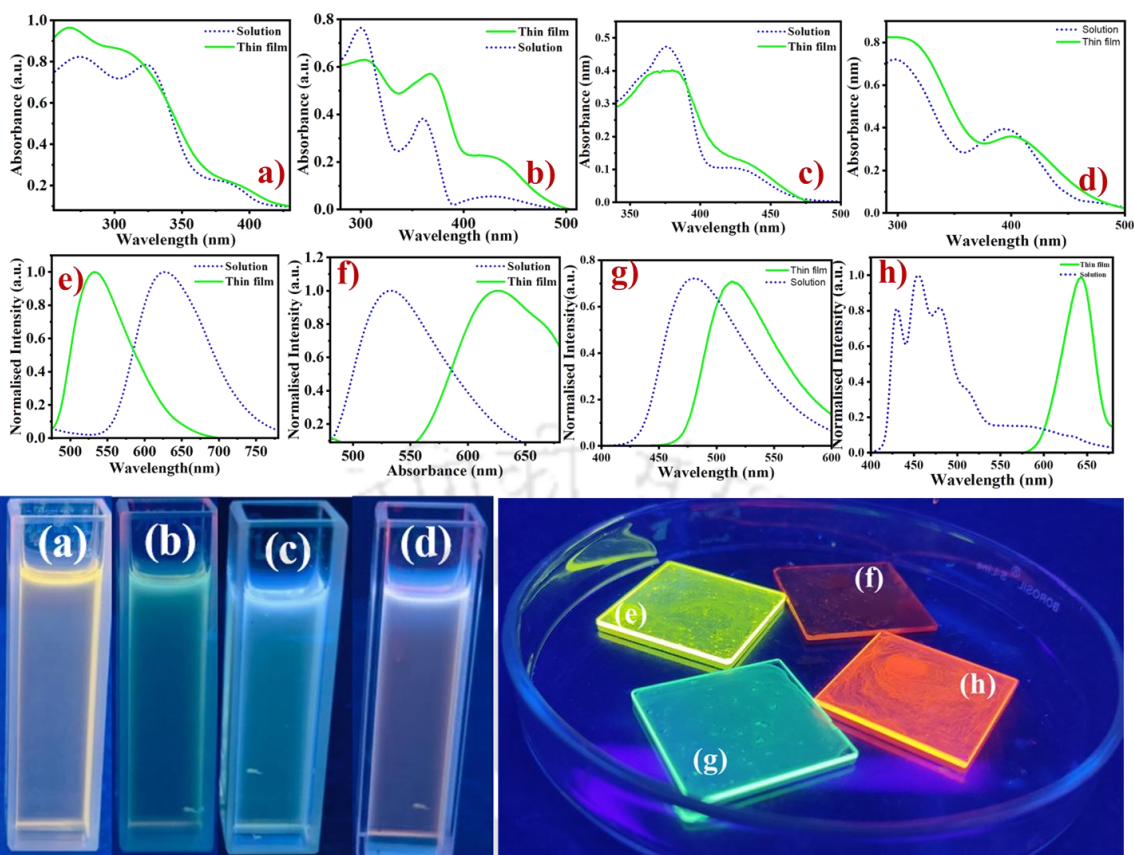 Solution
Thin film
Absorbance (a.u.)
1.0
0.8
0.6
0.4
0.2
300
350
400
Wavelength (nm)
a)
Thin film
Solution
Absorbance (a.u.)
0.8
0.6
0.4
0.2
0.0
300
350
400
450
500
Wavelength (nm)
b)
Solution
Thin film
Absorbance (nm)
0.5
0.4
0.3
0.2
0.1
0.0
350
400
450
500
Wavelength (nm)
c)
Solution
Thin film
Absorbance (nm)
0.8
0.6
0.4
0.2
0.0
300
350
400
450
500
Wavelength (nm)
d)
e)
Solution
Thin film
Normalised Intensity (a.u.)
1.0
0.8
0.6
0.4
0.2
0.0
500
550
600
650
700
750
Wavelength(nm)
f)
Solution
Thin film
Normalised Intensity (a.u.)
1.2
1.0
0.8
0.6
0.4
0.2
500
550
600
650
Absorbance (nm)
g)
Thin film
Solution
Normalised Intensity(a.u.)
0.8
0.6
0.4
0.2
0.0
400
450
500
550
600
Wavelength (nm)
h)
Thin film
Solution
Normalised Intensity (a.u.)
1.0
0.8
0.6
0.4
0.2
0.0
400
450
500
550
600
650
Wavelength (nm)
(a)
(b)
(c)
(d)
(e)
(f)
(g)
(h)
BOROSIL